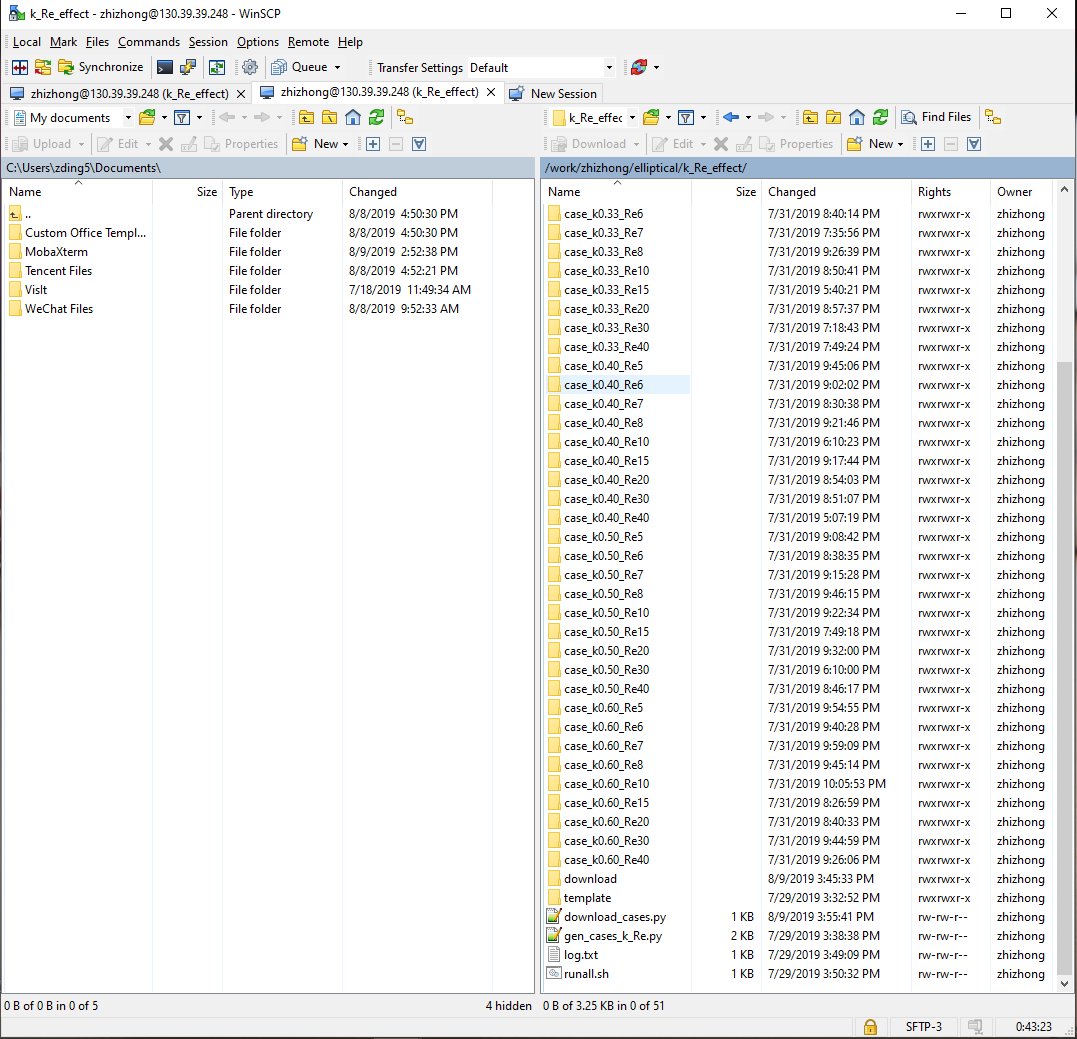 k_Re_effect - zhizhong@130.39.39.248 - WinSCP
Local Mark Files Commands Session Options Remote Help
Synchronize Queue Transfer Settings Default
zhizhong@130.39.39.248 (k_Re_effect) zhizhong@130.39.39.248 (k_Re_effect) New Session
My documents k_Re_effec Find Files
Upload Edit Properties New Download Edit Properties New
C:\Users\zding5\Documents\ /work/zhizhong/elliptical/k_Re_effect/
Name Size Type Changed Name Size Changed Rights Owner
.. Parent directory 8/8/2019 4:50:30 PM case_k0.33_Re6 7/31/2019 8:40:14 PM rwxrwxr-x zhizhong
Custom Office Templ... File folder 8/8/2019 4:50:30 PM case_k0.33_Re7 7/31/2019 7:35:56 PM rwxrwxr-x zhizhong
MobaXterm File folder 8/9/2019 2:52:38 PM case_k0.33_Re8 7/31/2019 9:26:39 PM rwxrwxr-x zhizhong
Tencent Files File folder 8/8/2019 4:52:21 PM case_k0.33_Re10 7/31/2019 8:50:41 PM rwxrwxr-x zhizhong
VisIt File folder 7/18/2019 11:49:34 AM case_k0.33_Re15 7/31/2019 5:40:21 PM rwxrwxr-x zhizhong
WeChat Files File folder 8/8/2019 9:52:33 AM case_k0.33_Re20 7/31/2019 8:57:37 PM rwxrwxr-x zhizhong
case_k0.33_Re30 7/31/2019 7:18:43 PM rwxrwxr-x zhizhong
case_k0.33_Re40 7/31/2019 7:49:24 PM rwxrwxr-x zhizhong
case_k0.40_Re5 7/31/2019 9:45:06 PM rwxrwxr-x zhizhong
case_k0.40_Re6 7/31/2019 9:02:02 PM rwxrwxr-x zhizhong
case_k0.40_Re7 7/31/2019 8:30:38 PM rwxrwxr-x zhizhong
case_k0.40_Re8 7/31/2019 9:21:46 PM rwxrwxr-x zhizhong
case_k0.40_Re10 7/31/2019 6:10:23 PM rwxrwxr-x zhizhong
case_k0.40_Re15 7/31/2019 9:17:44 PM rwxrwxr-x zhizhong
case_k0.40_Re20 7/31/2019 8:54:03 PM rwxrwxr-x zhizhong
case_k0.40_Re30 7/31/2019 8:51:07 PM rwxrwxr-x zhizhong
case_k0.40_Re40 7/31/2019 5:07:19 PM rwxrwxr-x zhizhong
case_k0.50_Re5 7/31/2019 9:08:42 PM rwxrwxr-x zhizhong
case_k0.50_Re6 7/31/2019 8:38:35 PM rwxrwxr-x zhizhong
case_k0.50_Re7 7/31/2019 9:15:28 PM rwxrwxr-x zhizhong
case_k0.50_Re8 7/31/2019 9:46:15 PM rwxrwxr-x zhizhong
case_k0.50_Re10 7/31/2019 9:22:34 PM rwxrwxr-x zhizhong
case_k0.50_Re15 7/31/2019 7:49:18 PM rwxrwxr-x zhizhong
case_k0.50_Re20 7/31/2019 9:32:00 PM rwxrwxr-x zhizhong
case_k0.50_Re30 7/31/2019 6:10:00 PM rwxrwxr-x zhizhong
case_k0.50_Re40 7/31/2019 8:46:17 PM rwxrwxr-x zhizhong
case_k0.60_Re5 7/31/2019 9:54:55 PM rwxrwxr-x zhizhong
case_k0.60_Re6 7/31/2019 9:40:28 PM rwxrwxr-x zhizhong
case_k0.60_Re7 7/31/2019 9:59:09 PM rwxrwxr-x zhizhong
case_k0.60_Re8 7/31/2019 9:45:14 PM rwxrwxr-x zhizhong
case_k0.60_Re10 7/31/2019 10:05:53 PM rwxrwxr-x zhizhong
case_k0.60_Re15 7/31/2019 8:26:59 PM rwxrwxr-x zhizhong
case_k0.60_Re20 7/31/2019 8:40:33 PM rwxrwxr-x zhizhong
case_k0.60_Re30 7/31/2019 9:44:59 PM rwxrwxr-x zhizhong
case_k0.60_Re40 7/31/2019 9:26:06 PM rwxrwxr-x zhizhong
download 8/9/2019 3:45:33 PM rwxrwxr-x zhizhong
template 7/29/2019 3:32:52 PM rwxrwxr-x zhizhong
download_cases.py 1 KB 8/9/2019 3:55:41 PM rw-rw-r-- zhizhong
gen_cases_k_Re.py 2 KB 7/29/2019 3:38:38 PM rw-rw-r-- zhizhong
log.txt 1 KB 7/29/2019 3:49:09 PM rw-rw-r-- zhizhong
runall.sh 1 KB 7/29/2019 3:50:32 PM rw-rw-r-- zhizhong
0 B of 0 B in 0 of 5 4 hidden 0 B of 3.25 KB in 0 of 51
SFTP-3 0:43:23